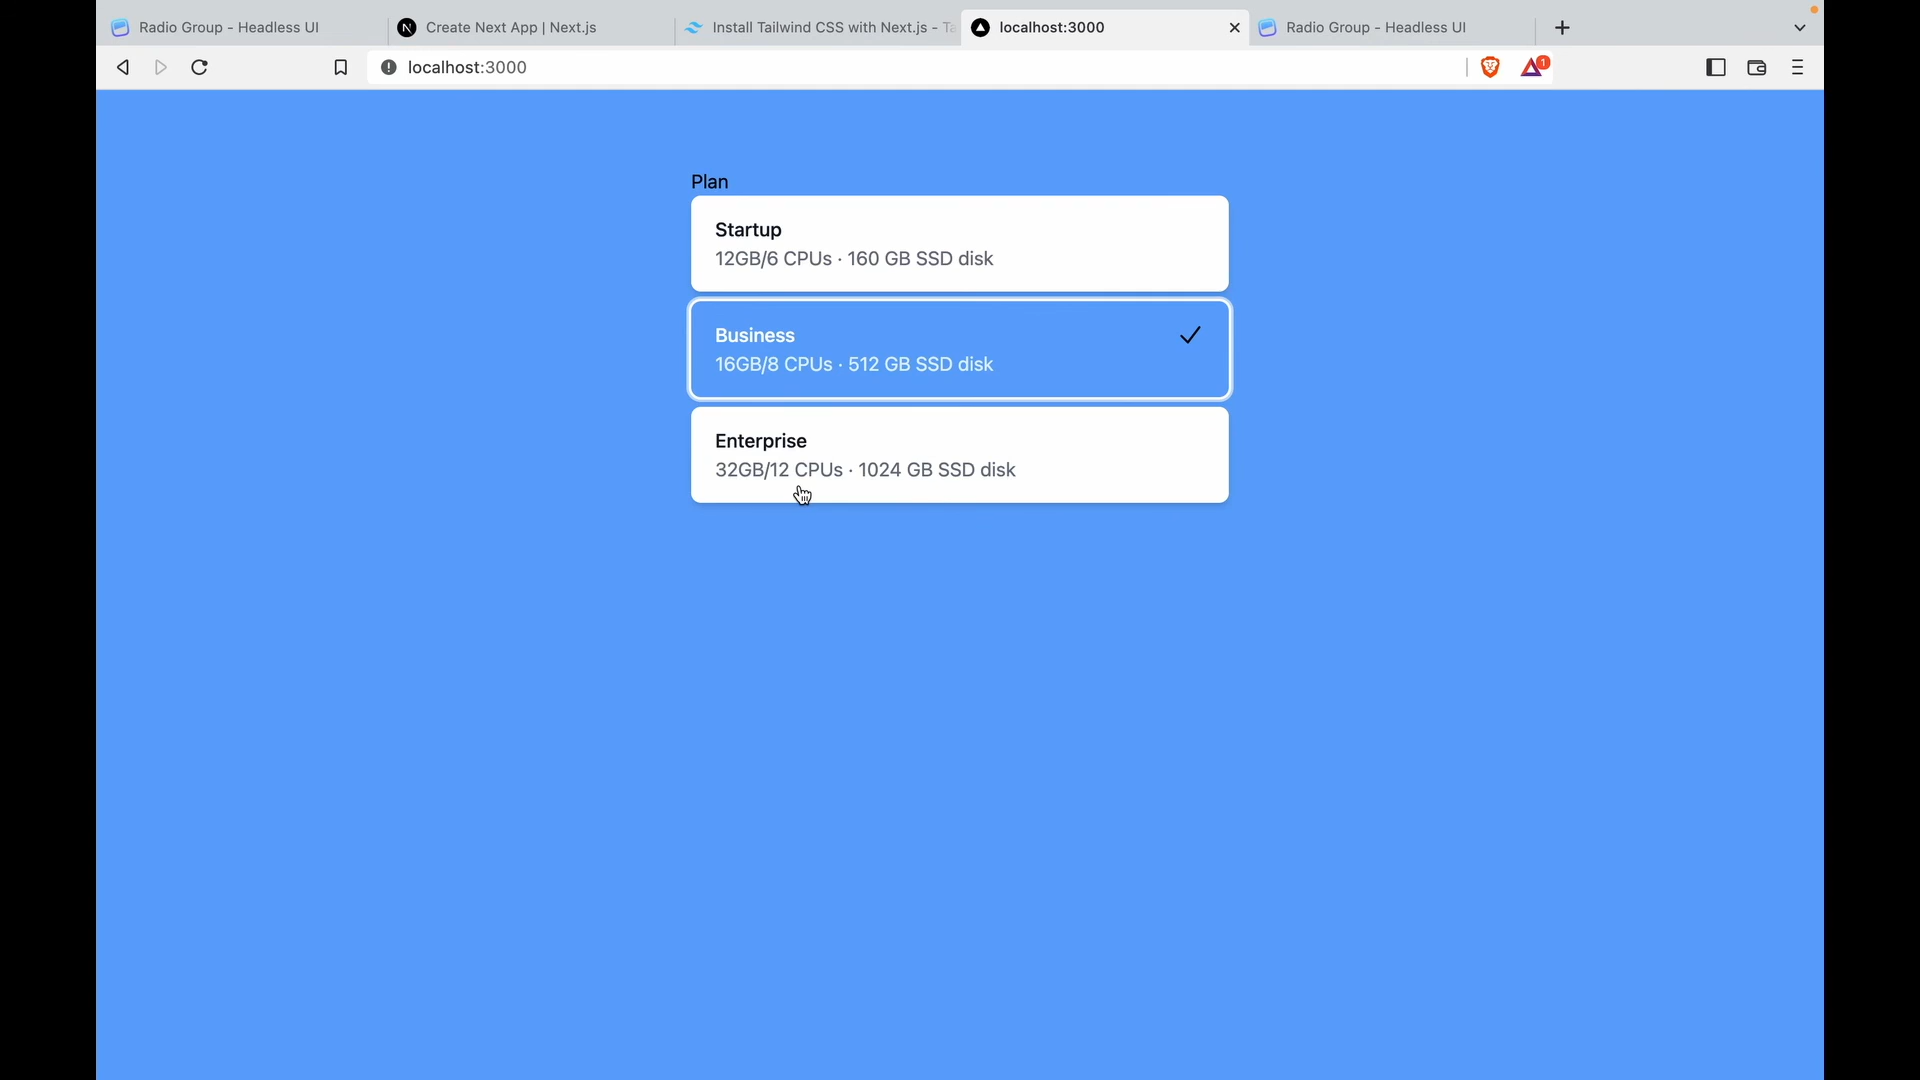 Radio Group - Headless UI
Create Next App | Next.js
Install Tailwind CSS with Next.js - Ta
localhost:3000
Radio Group - Headless UI
localhost:3000
1
Plan
Startup
12GB/6 CPUs · 160 GB SSD disk
Business
16GB/8 CPUs · 512 GB SSD disk
Enterprise
32GB/12 CPUs · 1024 GB SSD disk